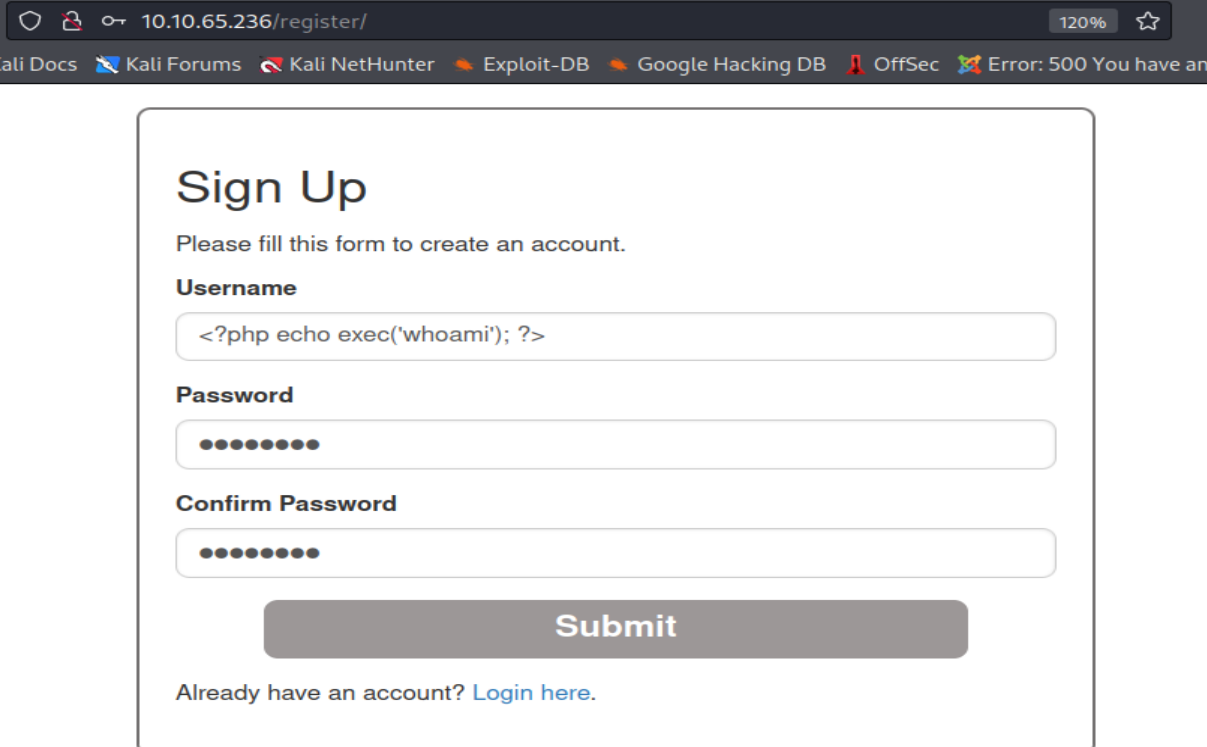 10.10.65.236/register/ 120%
Kali Docs Kali Forums Kali NetHunter Exploit-DB Google Hacking DB OffSec Error: 500 You have an
Sign Up
Please fill this form to create an account.
Username
<?php echo exec('whoami'); ?>
Password
●●●●●●●●
Confirm Password
●●●●●●●●
Submit
Already have an account? Login here.